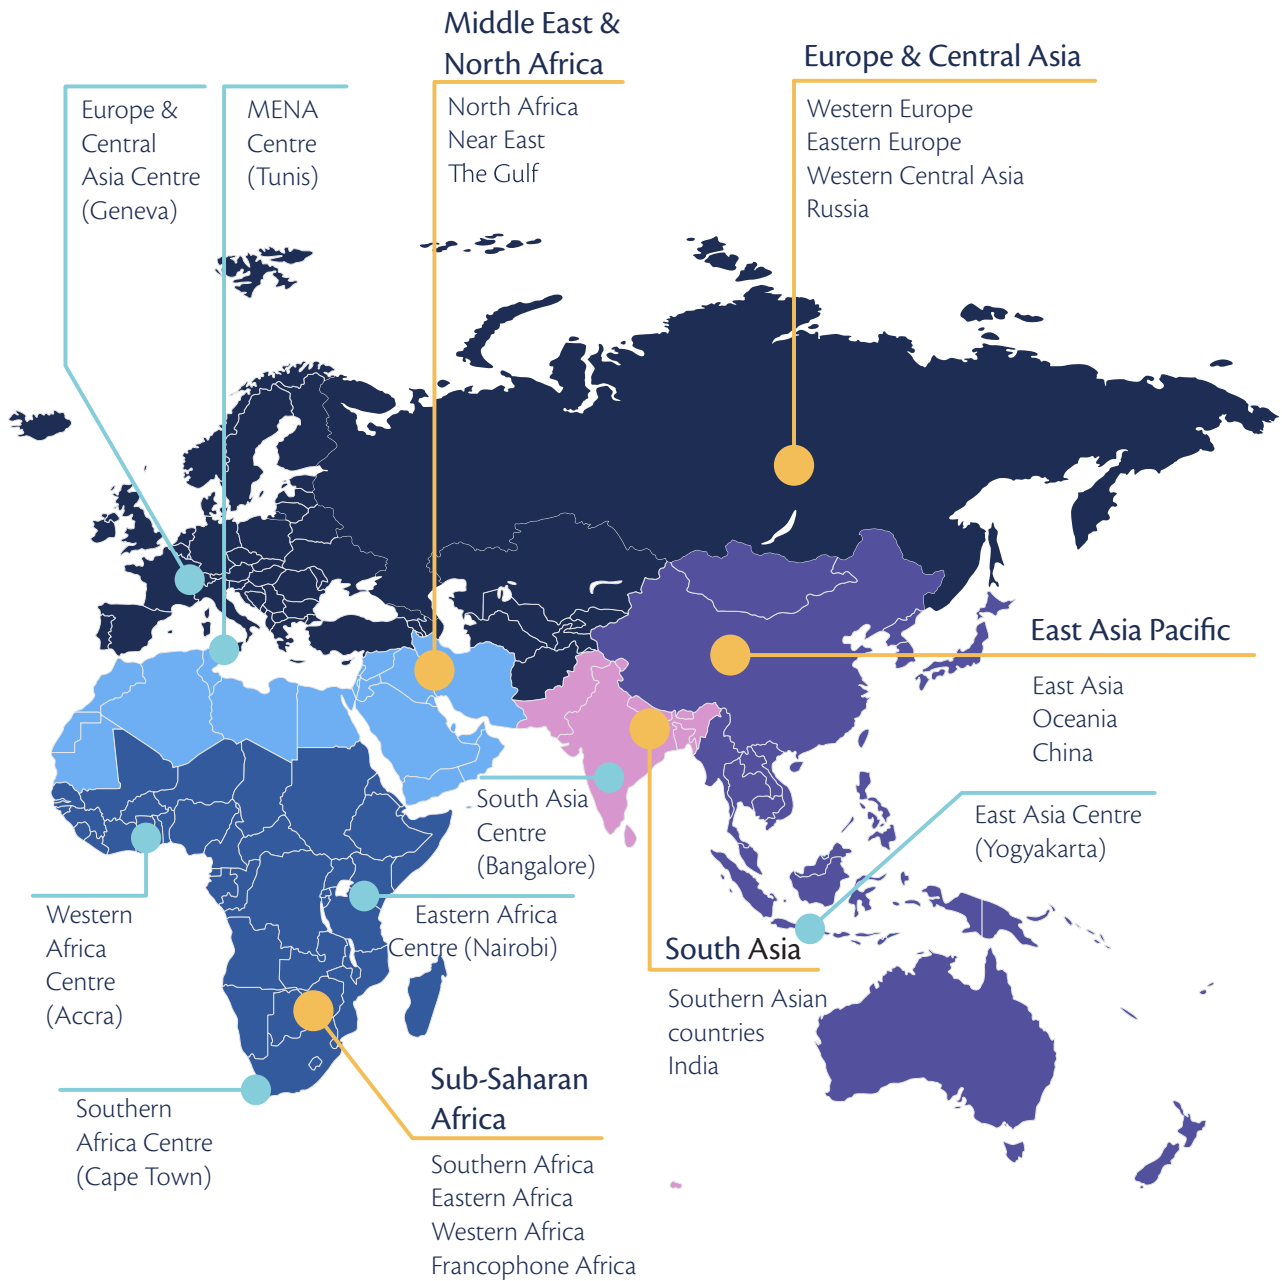 Middle East &
North Africa
North Africa
Near East
The Gulf
Europe & Central Asia
Western Europe
Eastern Europe
Western Central Asia
Russia
Europe &
Central
Asia Centre
(Geneva)
MENA
Centre
(Tunis)
East Asia Pacific
East Asia
Oceania
China
South Asia
Centre
(Bangalore)
East Asia Centre
(Yogyakarta)
Western
Africa
Centre
(Accra)
Eastern Africa
Centre (Nairobi)
South Asia
Southern Asian
countries
India
Sub-Saharan
Africa
Southern Africa
Eastern Africa
Western Africa
Francophone Africa
Southern
Africa Centre
(Cape Town)